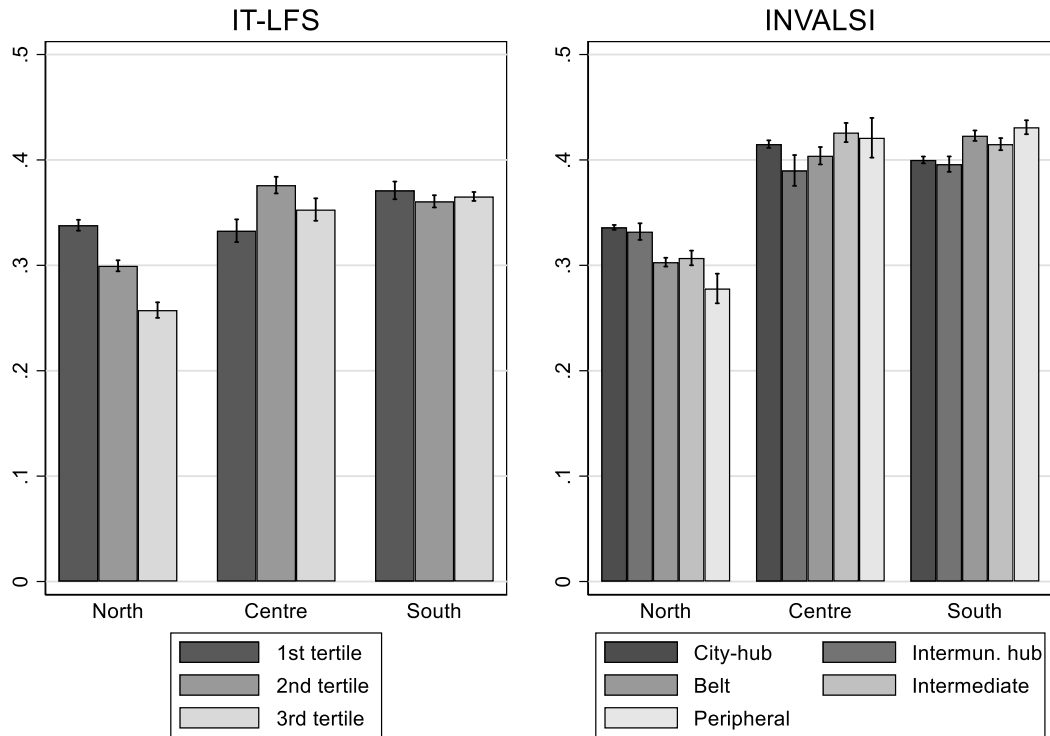 IT-LFS
.5
.4
.3
.2
.1
0
North Centre South
1st tertile
2nd tertile
3rd tertile
INVALSI
.5
.4
.3
.2
.1
0
North Centre South
City-hub Intermun. hub
Belt Intermediate
Peripheral